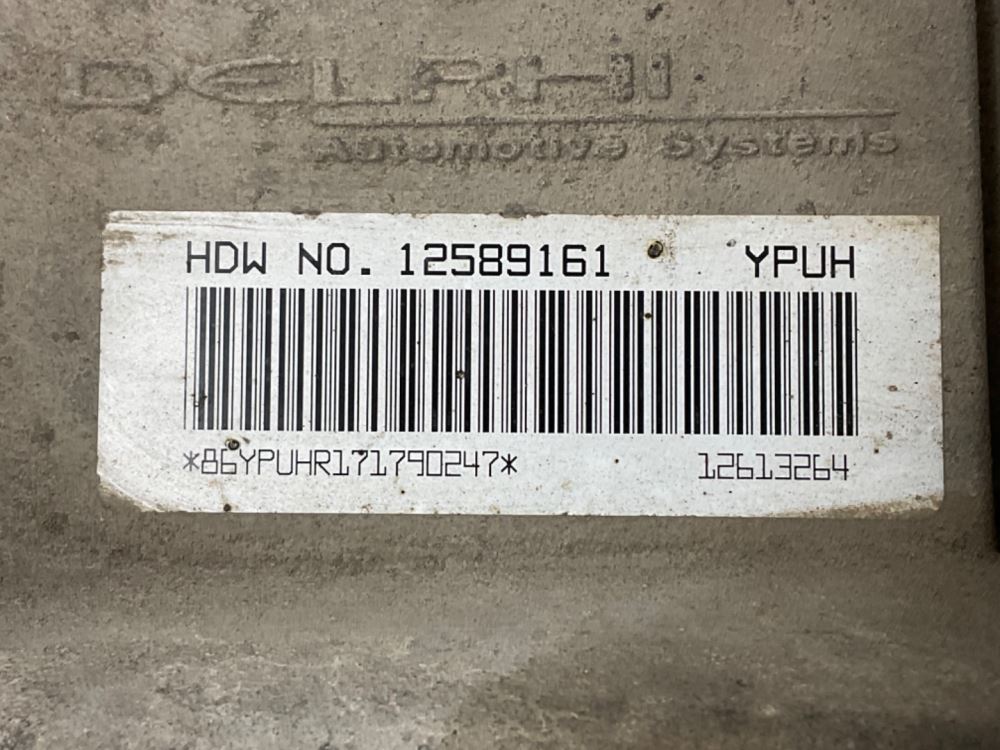 DELPHI
Automotive Systems
HDW NO. 12589161 YPUH
*86YPUHR171790247* 12613264